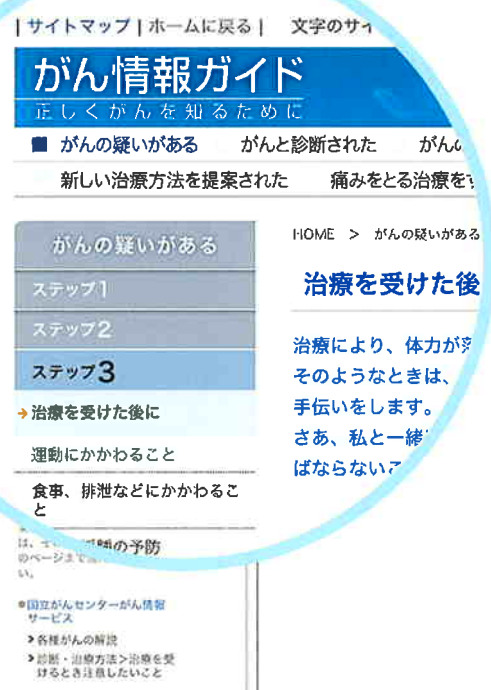 | サイトマップ | ホームに戻る | 文字のサイ
がん情報ガイド
正しくがんを知るために
■ がんの疑いがある がんと診断された がんの
新しい治療方法を提案された 痛みをとる治療をす
がんの疑いがある
HOME > がんの疑いがある
ステップ1
治療を受けた後
ステップ2
ステップ3
治療により、体力が落
そのようなときは、
→治療を受けた後に
手伝いをします。
運動にかかわること
さあ、私と一緒
ばならないこ
食事、排泄などにかかわるこ
と
の予防
のページまで
い。
●国立がんセンターがん情報
サービス
>各種がんの解説
>診断・治療方法>治療を受
けるとき注意したいこと